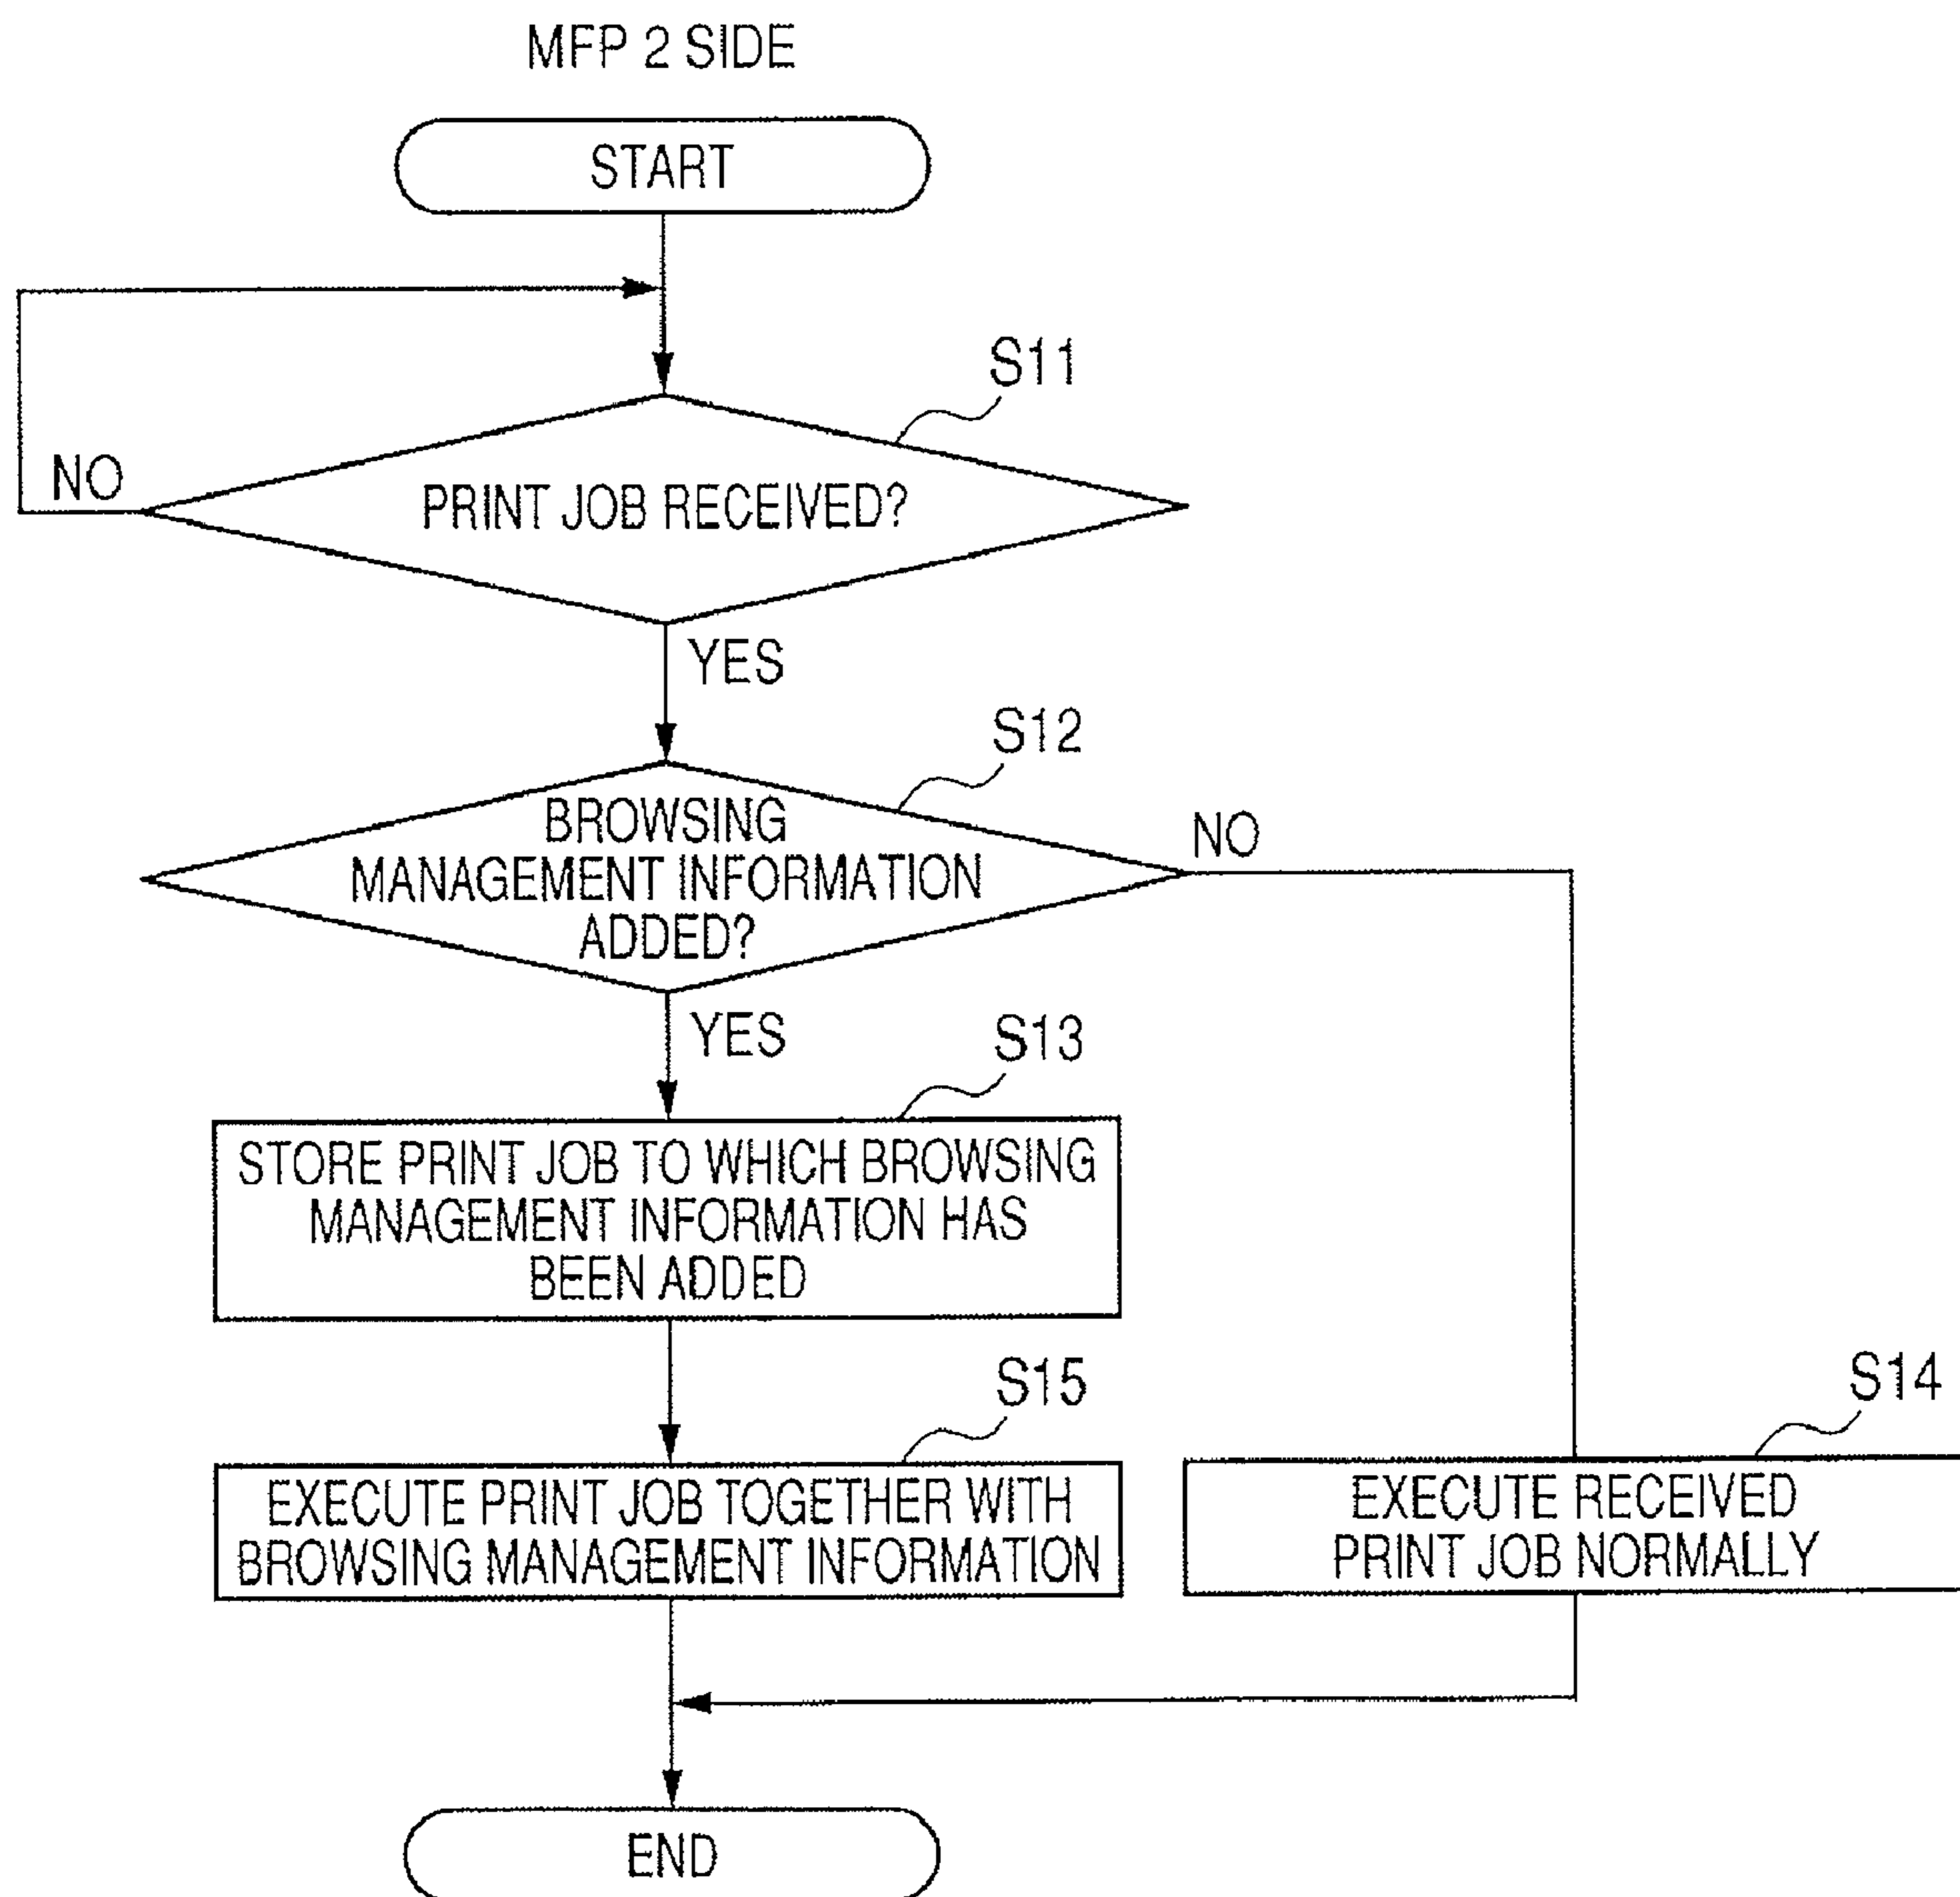 MFP 2 SIDE
START
S11
NO
PRINT JOB RECEIVED?
YES
S12
BROWSING
MANAGEMENT INFORMATION
ADDED?
NO
YES
S13
STORE PRINT JOB TO WHICH BROWSING
MANAGEMENT INFORMATION HAS
BEEN ADDED
S15
EXECUTE PRINT JOB TOGETHER WITH
BROWSING MANAGEMENT INFORMATION
S14
EXECUTE RECEIVED
PRINT JOB NORMALLY
END